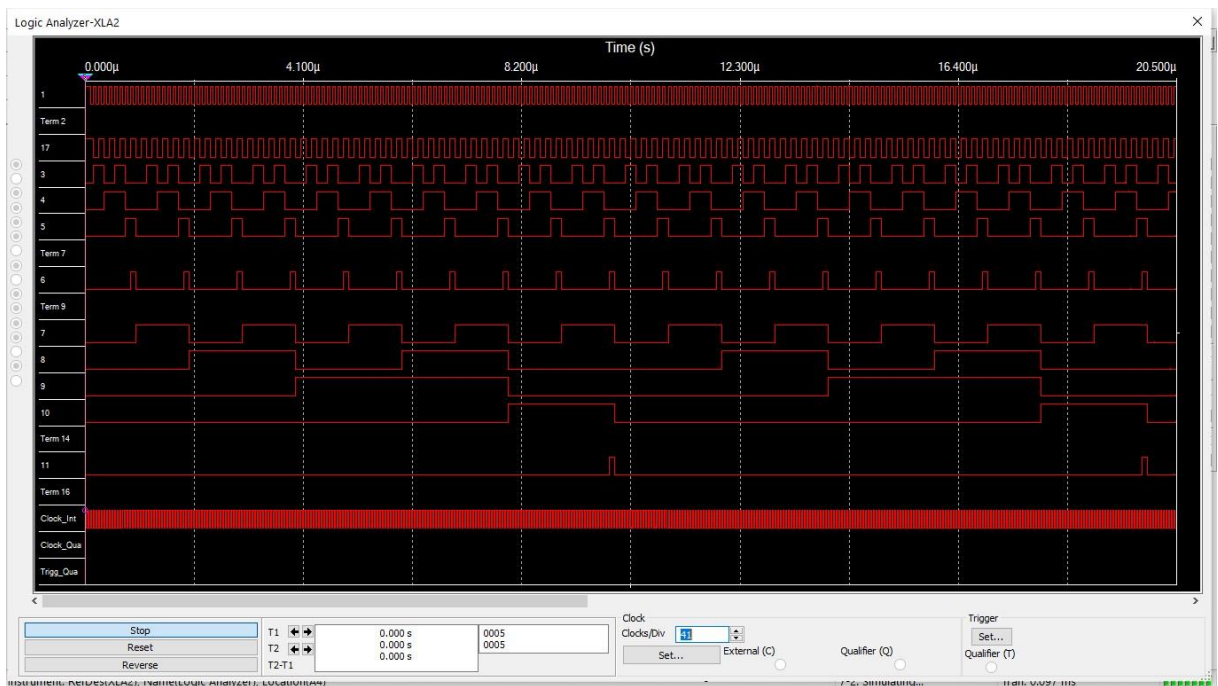 Logic Analyzer-XLA2
Time (s)
0.000µ 4.100µ 8.200µ 12.300µ 16.400µ 20.500µ
1
Term 2
17
3
4
5
Term 7
6
Term 9
7
8
9
10
Term 14
11
Term 16
Clock_Int
Clock_Qua
Trigg_Qua
Stop
Reset
Reverse
T1 0.000 s 0005
T2 0.000 s 0005
T2-T1 0.000 s
Clock
Clocks/Div 41
Set... External (C) Qualifier (Q)
Trigger
Set...
Qualifier (T)